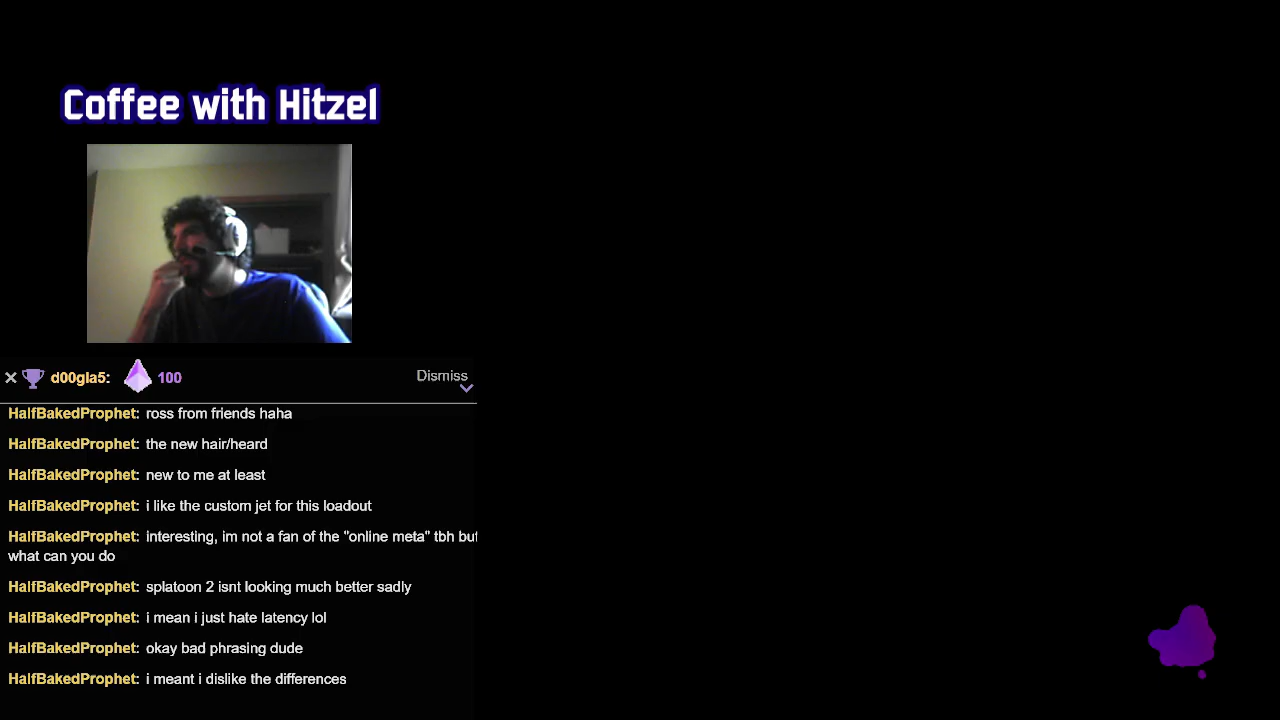 Coffee with Hitzel
d00gla5: 100 Dismiss
HalfBakedProphet: ross from friends haha
HalfBakedProphet: the new hair/heard
HalfBakedProphet: new to me at least
HalfBakedProphet: i like the custom jet for this loadout
HalfBakedProphet: interesting, im not a fan of the "online meta" tbh but
what can you do
HalfBakedProphet: splatoon 2 isnt looking much better sadly
HalfBakedProphet: i mean i just hate latency lol
HalfBakedProphet: okay bad phrasing dude
HalfBakedProphet: i meant i dislike the differences